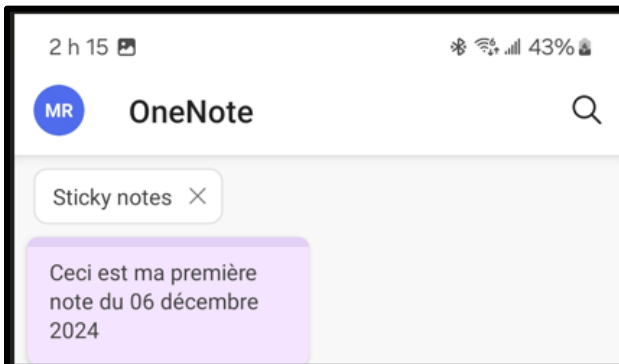 2 h 15
43%
MR
OneNote
Sticky notes
Ceci est ma première
note du 06 décembre
2024